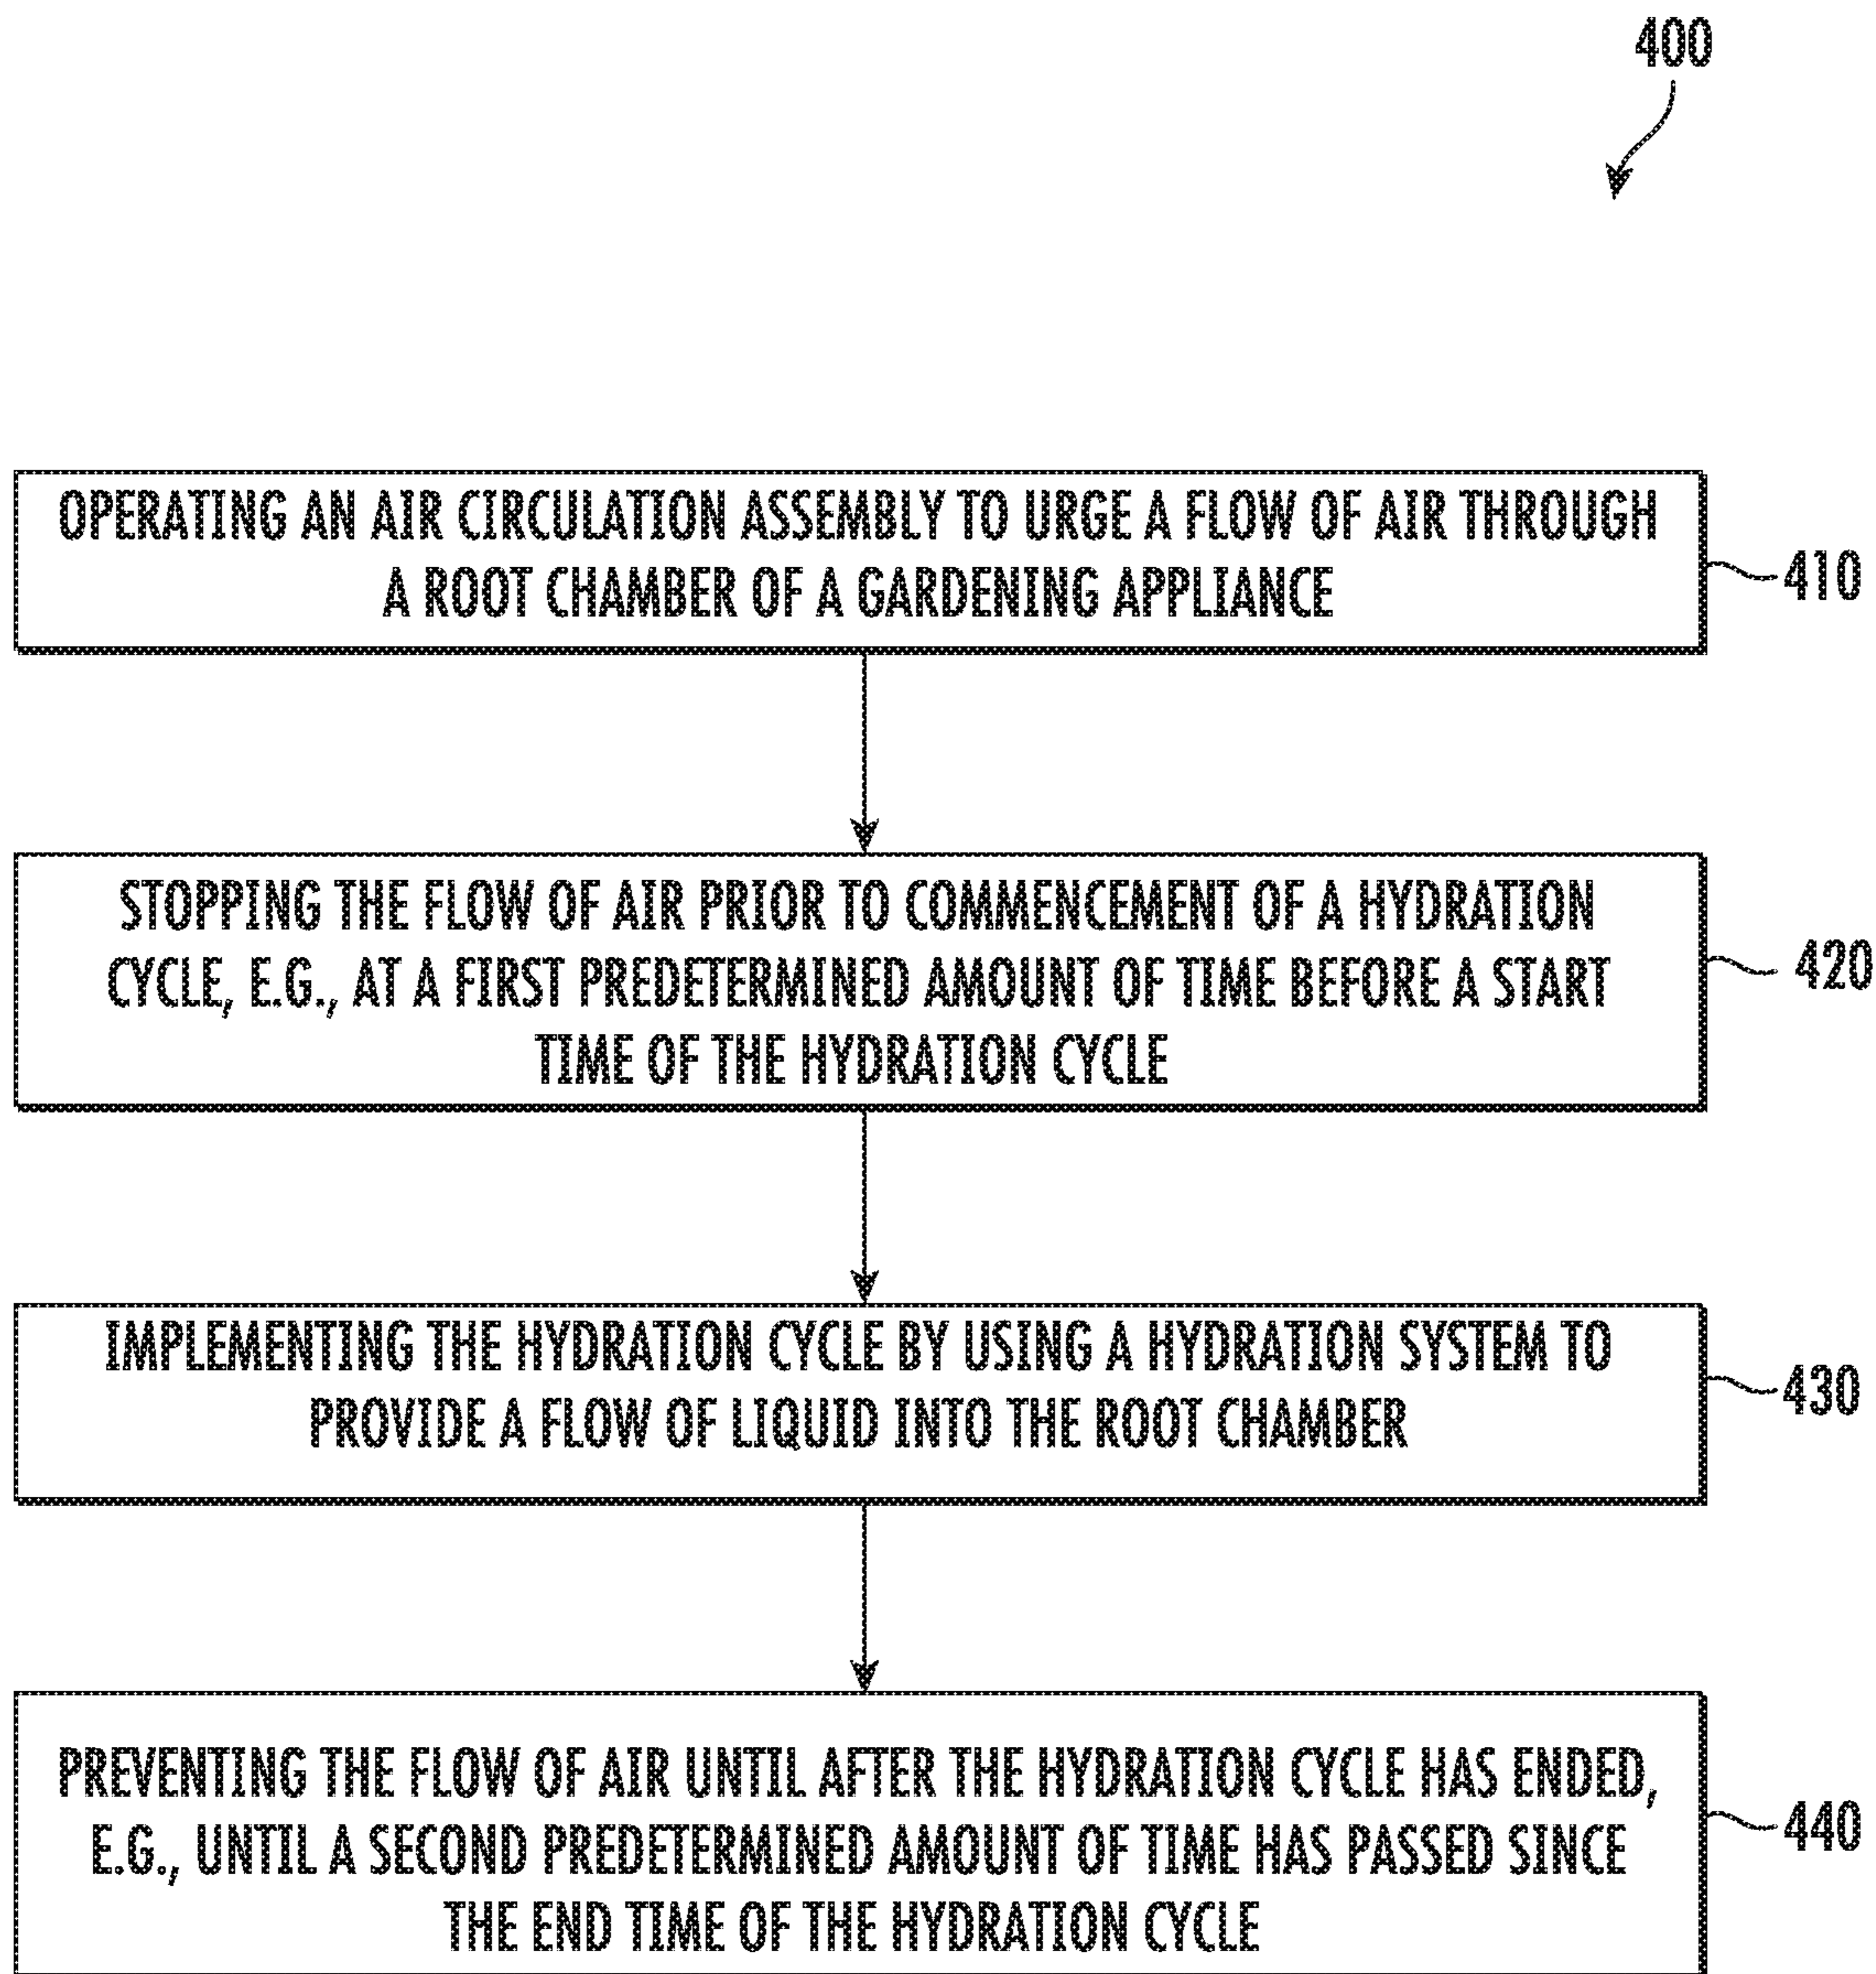 400
OPERATING AN AIR CIRCULATION ASSEMBLY TO URGE A FLOW OF AIR THROUGH
A ROOT CHAMBER OF A GARDENING APPLIANCE
410
STOPPING THE FLOW OF AIR PRIOR TO COMMENCEMENT OF A HYDRATION
CYCLE, E.G., AT A FIRST PREDETERMINED AMOUNT OF TIME BEFORE A START
TIME OF THE HYDRATION CYCLE
420
IMPLEMENTING THE HYDRATION CYCLE BY USING A HYDRATION SYSTEM TO
PROVIDE A FLOW OF LIQUID INTO THE ROOT CHAMBER
430
PREVENTING THE FLOW OF AIR UNTIL AFTER THE HYDRATION CYCLE HAS ENDED,
E.G., UNTIL A SECOND PREDETERMINED AMOUNT OF TIME HAS PASSED SINCE
THE END TIME OF THE HYDRATION CYCLE
440